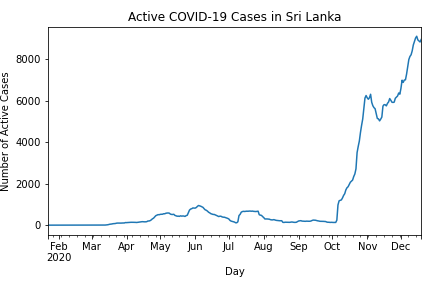 Active COVID-19 Cases in Sri Lanka
Number of Active Cases
8000
6000
4000
2000
0
Feb Mar Apr May Jun Jul Aug Sep Oct Nov Dec
2020
Day